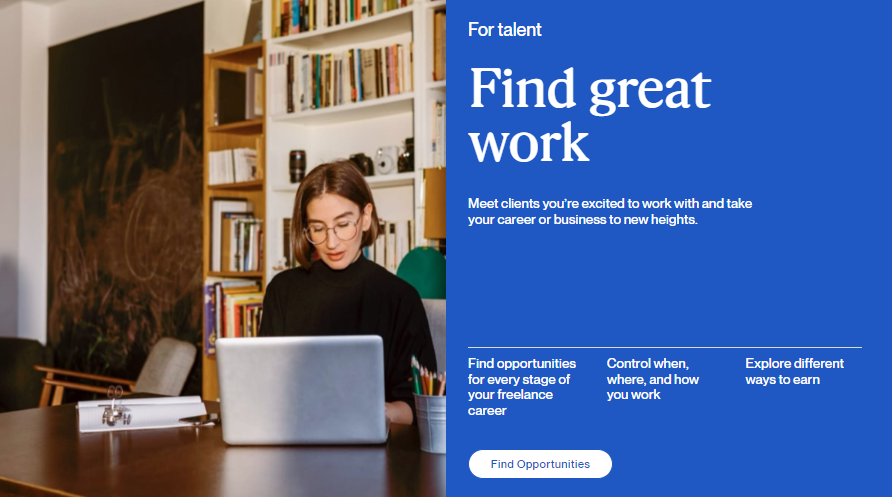 For talent
Find great
work
Meet clients you’re excited to work with and take
your career or business to new heights.
Find opportunities
for every stage of
your freelance
career
Control when,
where, and how
you work
Explore different
ways to earn
Find Opportunities